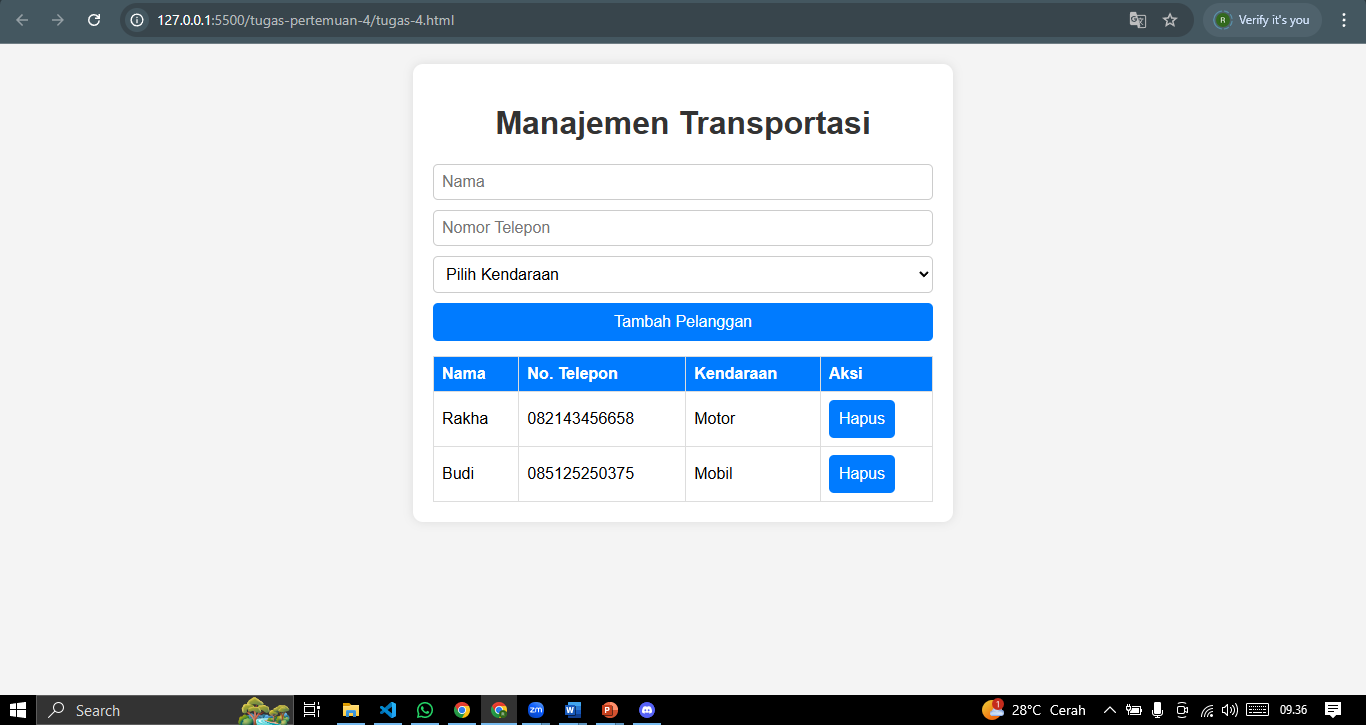 127.0.0.1:5500/tugas-pertemuan-4/tugas-4.html
R Verify it's you
Manajemen Transportasi
Nama
Nomor Telepon
Pilih Kendaraan
Tambah Pelanggan
Nama No. Telepon Kendaraan Aksi
Rakha 082143456658 Motor Hapus
Budi 085125250375 Mobil Hapus
Search zm W P 1 28°C Cerah 09.36